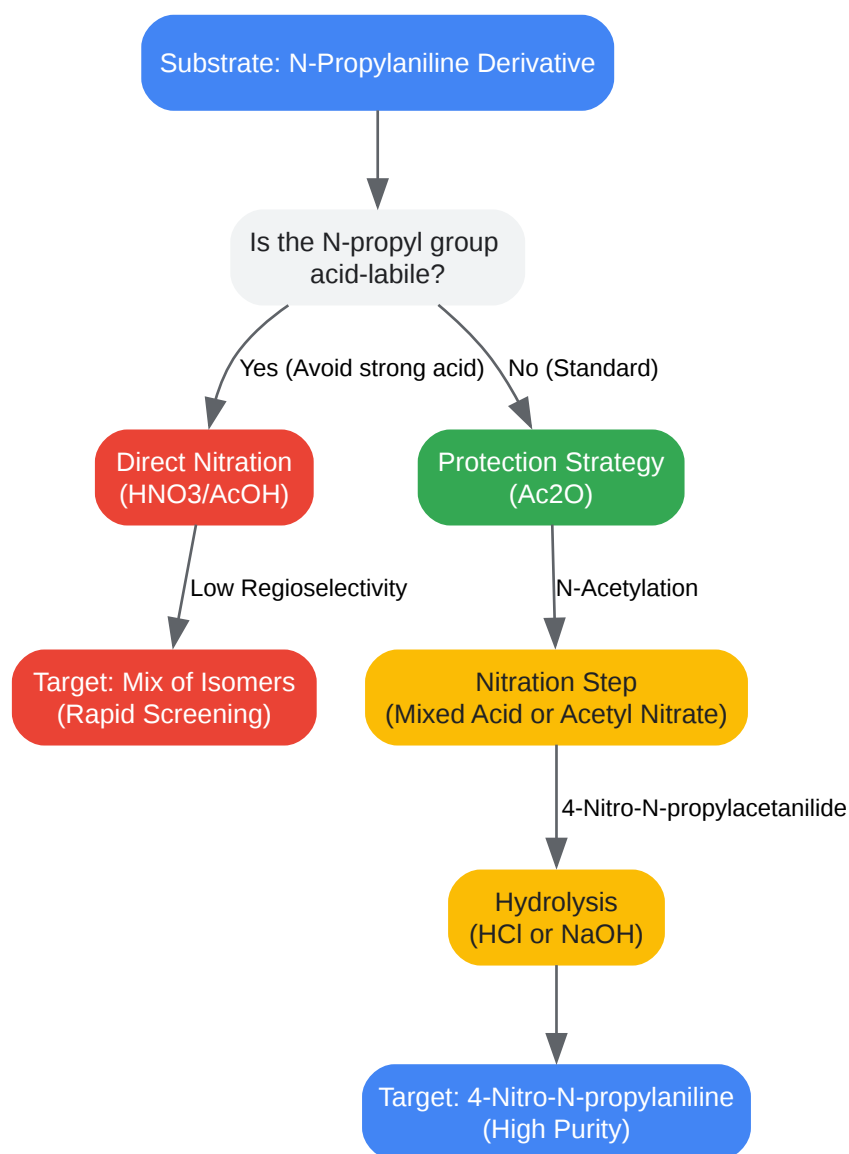 Substrate: N-Propylaniline Derivative
Is the N-propyl group
acid-labile?
Yes (Avoid strong acid)
No (Standard)
Direct Nitration
(HNO3/AcOH)
Protection Strategy
(Ac2O)
Low Regioselectivity
N-Acetylation
Target: Mix of Isomers
(Rapid Screening)
Nitration Step
(Mixed Acid or Acetyl Nitrate)
4-Nitro-N-propylacetanilide
Hydrolysis
(HCl or NaOH)
Target: 4-Nitro-N-propylaniline
(High Purity)